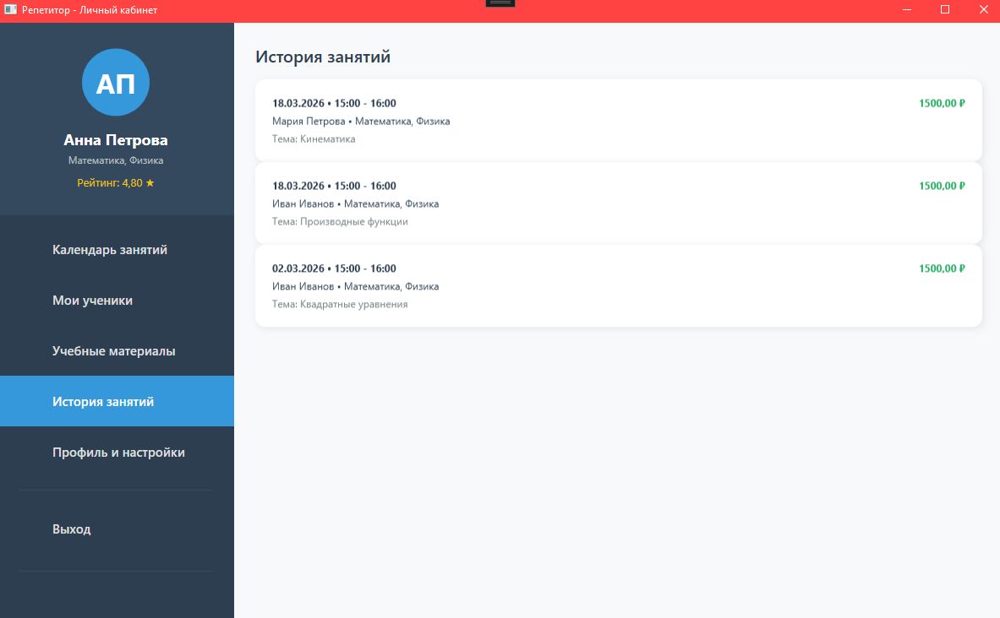 Репетитор - Личный кабинет
АП
Анна Петрова
Математика, Физика
Рейтинг: 4,80 ★
Календарь занятий
Мои ученики
Учебные материалы
История занятий
Профиль и настройки
Выход
История занятий
18.03.2026 • 15:00 - 16:00
1500,00 ₽
Мария Петрова • Математика, Физика
Тема: Кинематика
18.03.2026 • 15:00 - 16:00
1500,00 ₽
Иван Иванов • Математика, Физика
Тема: Производные функции
02.03.2026 • 15:00 - 16:00
1500,00 ₽
Иван Иванов • Математика, Физика
Тема: Квадратные уравнения